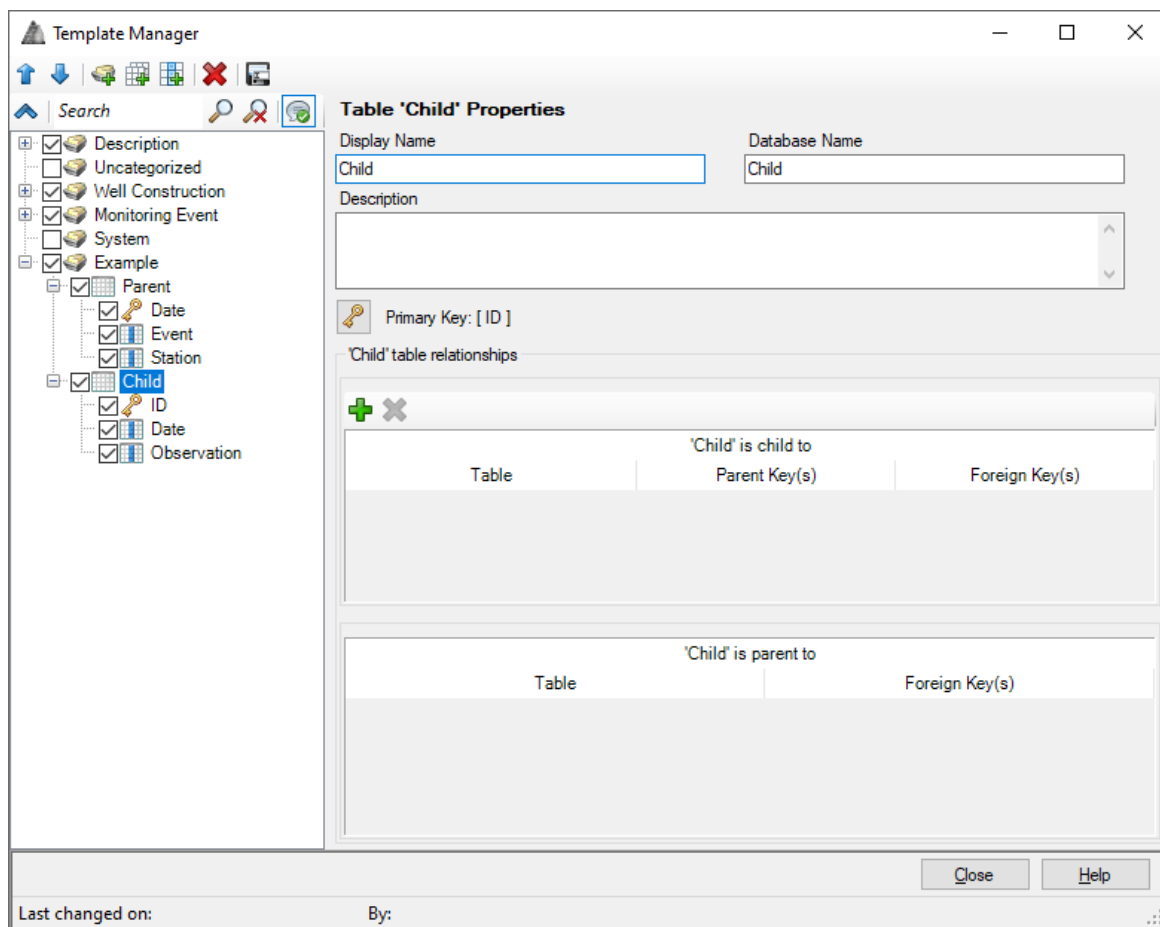 Template Manager
Search
Table 'Child' Properties
Description
Uncategorized
Well Construction
Monitoring Event
System
Example
Parent
Date
Event
Station
Child
ID
Date
Observation
Display Name
Database Name
Child
Child
Description
Primary Key: [ ID ]
'Child' table relationships
'Child' is child to
Table
Parent Key(s)
Foreign Key(s)
'Child' is parent to
Table
Foreign Key(s)
Close
Help
Last changed on:
By: